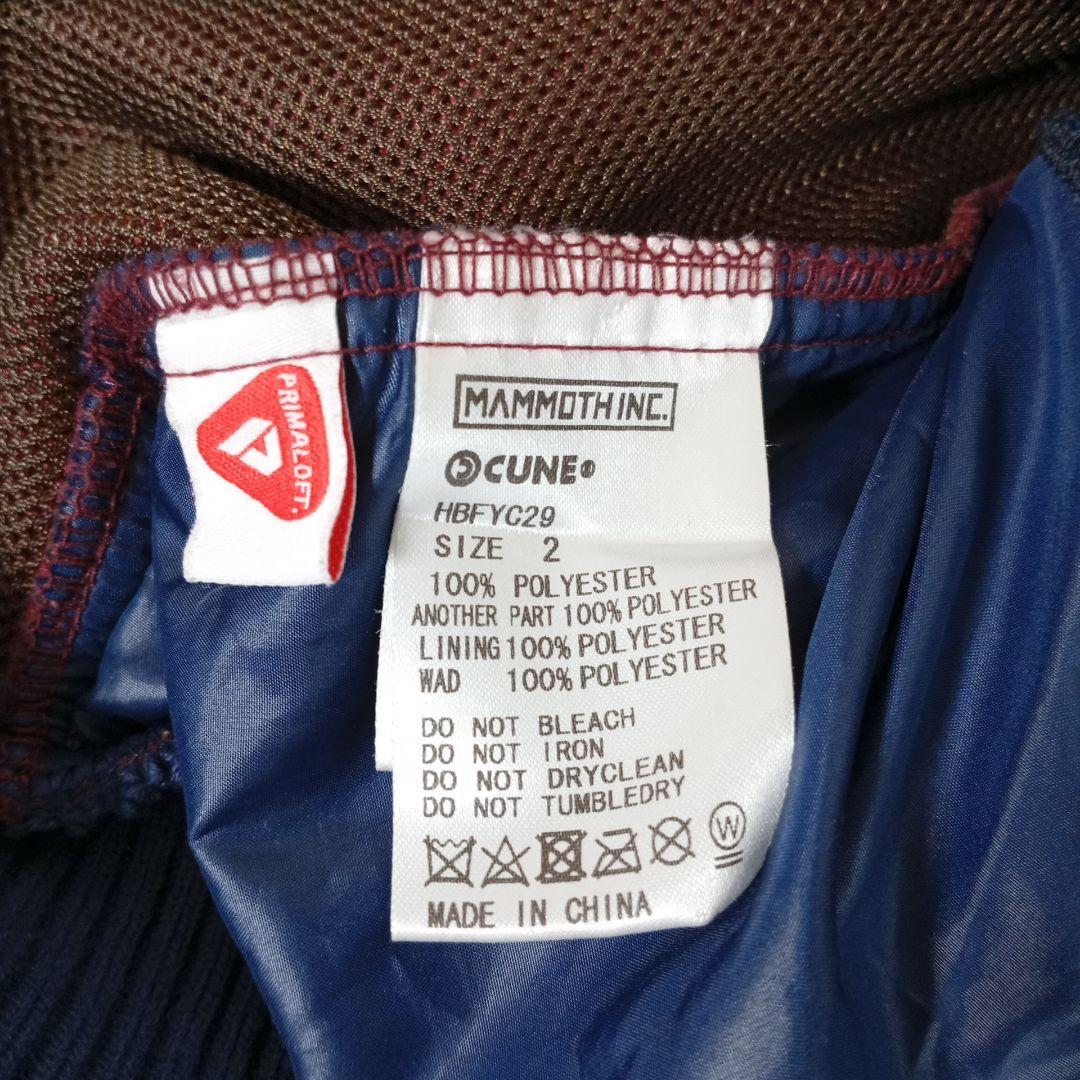 PRIMALOFT.
MAMMOTH INC.
CUNE®
HBFYC29
SIZE 2
100% POLYESTER
ANOTHER PART 100% POLYESTER
LINING 100% POLYESTER
WAD 100% POLYESTER
DO NOT BLEACH
DO NOT IRON
DO NOT DRYCLEAN
DO NOT TUMBLEDRY
W
MADE IN CHINA